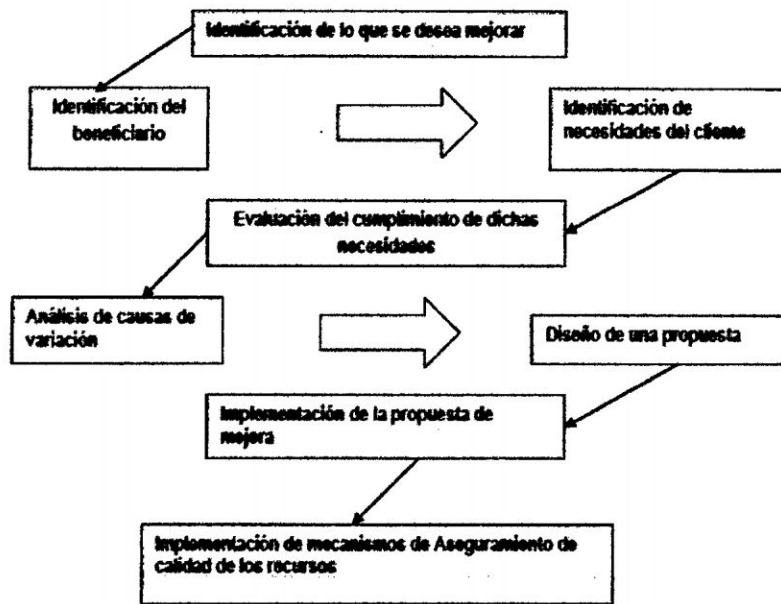 Identificación de lo que se desea mejorar
Identificación del
beneficiario
Identificación de
necesidades del cliente
Evaluación del cumplimiento de dichas
necesidades
Análisis de causas de
variación
Diseño de una propuesta
Implementación de la propuesta de
mejora
Implementación de mecanismos de Aseguramiento de
calidad de los recursos